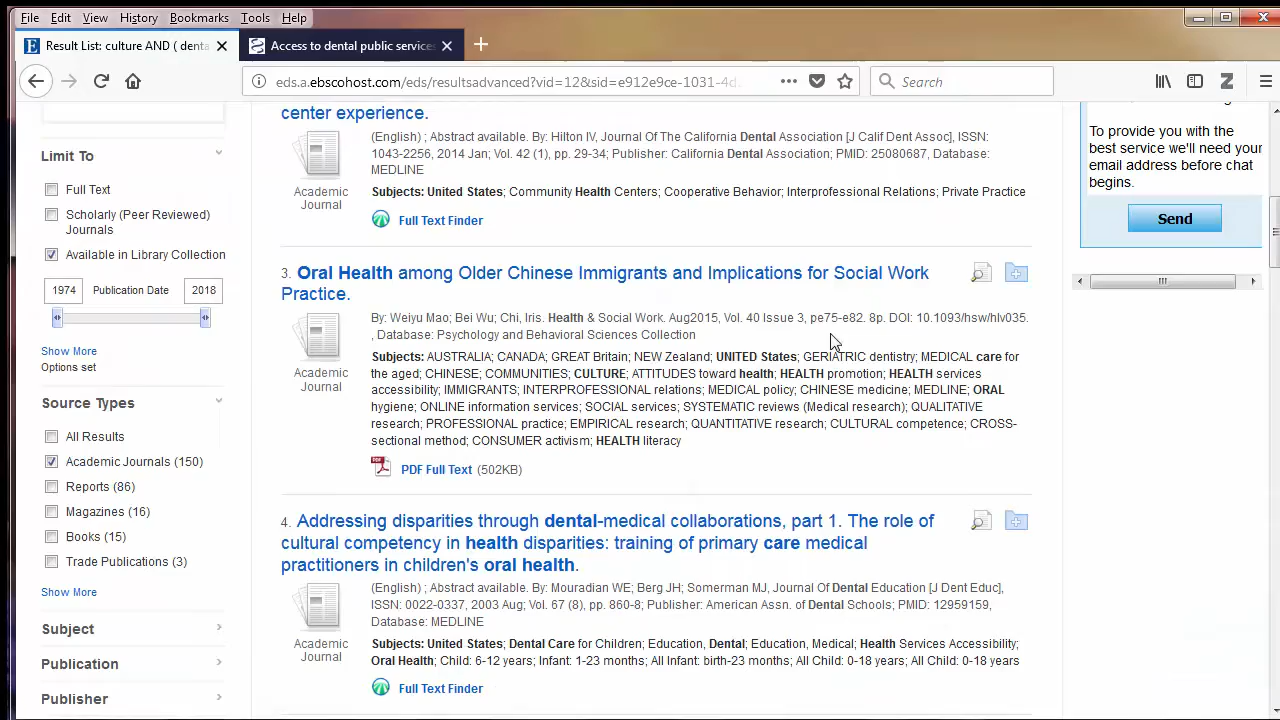 File Edit View History Bookmarks Tools Help
Result List: culture AND ( denta
Access to dental public services
eds.a.ebscohost.com/eds/resultsadvanced?vid=12&sid=e912e9ce-1031-4d
Search
center experience.
(English) ; Abstract available. By: Hilton IV, Journal Of The California Dental Association [J Calif Dent Assoc], ISSN:
1043-2256, 2014 Jan; Vol. 42 (1), pp. 29-34; Publisher: California Dental Association; PMID: 25080687, Database:
MEDLINE
Academic
Journal
Subjects: United States; Community Health Centers; Cooperative Behavior; Interprofessional Relations; Private Practice
Full Text Finder
3. Oral Health among Older Chinese Immigrants and Implications for Social Work
Practice.
By: Weiyu Mao; Bei Wu; Chi, Iris. Health & Social Work. Aug2015, Vol. 40 Issue 3, pe75-e82. 8p. DOI: 10.1093/hsw/hlv035.
, Database: Psychology and Behavioral Sciences Collection
Academic
Journal
Subjects: AUSTRALIA; CANADA; GREAT Britain; NEW Zealand; UNITED States; GERIATRIC dentistry; MEDICAL care for
the aged; CHINESE; COMMUNITIES; CULTURE; ATTITUDES toward health; HEALTH promotion; HEALTH services
accessibility; IMMIGRANTS; INTERPROFESSIONAL relations; MEDICAL policy; CHINESE medicine; MEDLINE; ORAL
hygiene; ONLINE information services; SOCIAL services; SYSTEMATIC reviews (Medical research); QUALITATIVE
research; PROFESSIONAL practice; EMPIRICAL research; QUANTITATIVE research; CULTURAL competence; CROSS-
sectional method; CONSUMER activism; HEALTH literacy
PDF Full Text (502KB)
4. Addressing disparities through dental-medical collaborations, part 1. The role of
cultural competency in health disparities: training of primary care medical
practitioners in children's oral health.
(English) ; Abstract available. By: Mouradian WE; Berg JH; Somerman MJ, Journal Of Dental Education [J Dent Educ],
ISSN: 0022-0337, 2003 Aug; Vol. 67 (8), pp. 860-8; Publisher: American Assn. of Dental Schools; PMID: 12959159,
Database: MEDLINE
Academic
Journal
Subjects: United States; Dental Care for Children; Education, Dental; Education, Medical; Health Services Accessibility;
Oral Health; Child: 6-12 years; Infant: 1-23 months; All Infant: birth-23 months; All Child: 0-18 years; All Child: 0-18 years
Full Text Finder
Limit To
Full Text
Scholarly (Peer Reviewed)
Journals
Available in Library Collection
1974 Publication Date 2018
Show More
Options set
Source Types
All Results
Academic Journals (150)
Reports (86)
Magazines (16)
Books (15)
Trade Publications (3)
Show More
Subject
Publication
Publisher
To provide you with the
best service we'll need your
email address before chat
begins.
Send